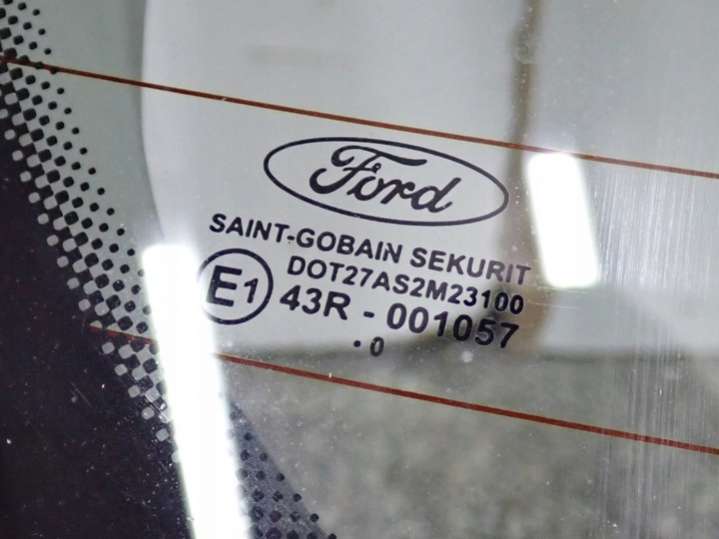 Ford
SAINT-GOBAIN SEKURIT
DOT27AS2M23100
E1
43R - 001057
. 0